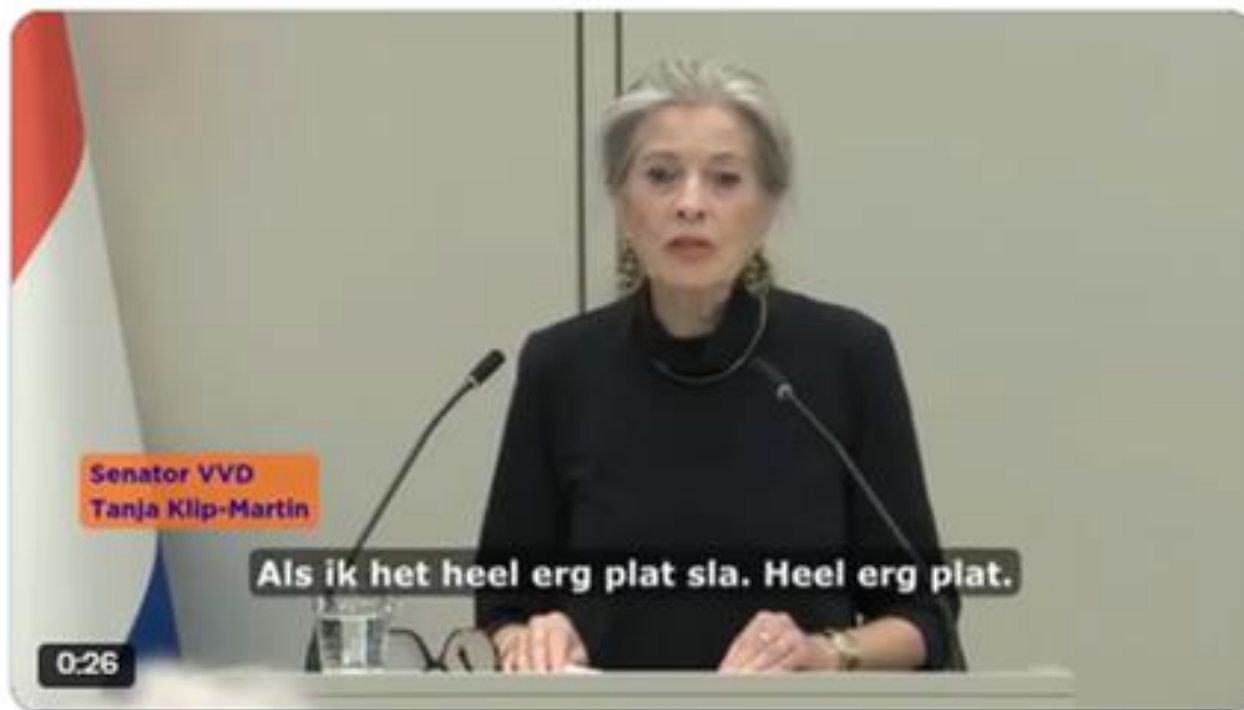 Senator VVD
Tanja Klip-Martin
Als ik het heel erg plat sla. Heel erg plat.
0:26